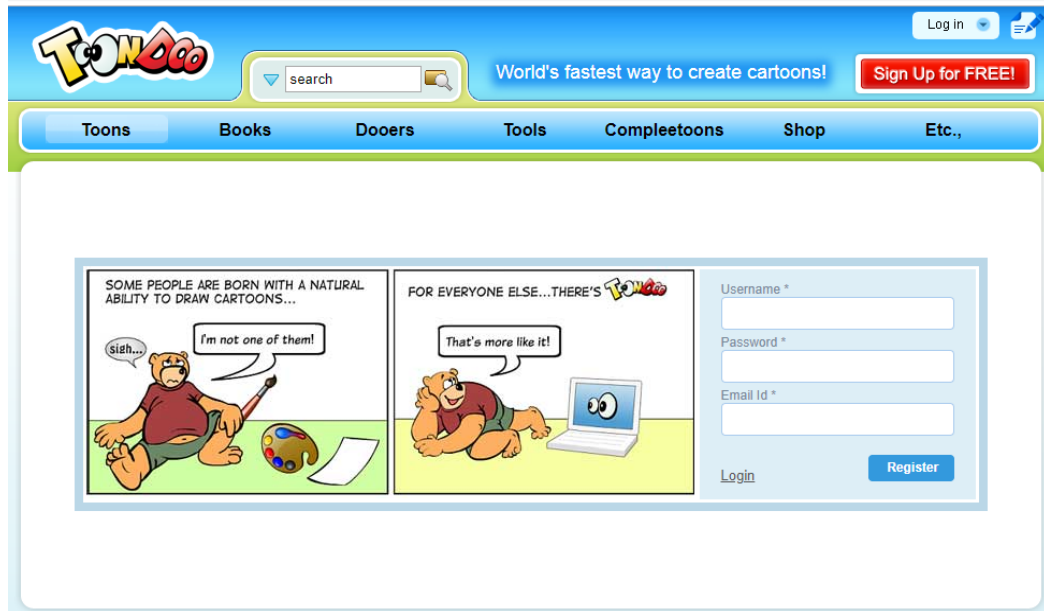 ToonDoo
Log in
search
World's fastest way to create cartoons!
Sign Up for FREE!
Toons
Books
Dooers
Tools
Compleetoons
Shop
Etc.,
SOME PEOPLE ARE BORN WITH A NATURAL
ABILITY TO DRAW CARTOONS...
sigh...
I'm not one of them!
FOR EVERYONE ELSE...THERE'S ToonDoo
That's more like it!
Username *
Password *
Email Id *
Login
Register